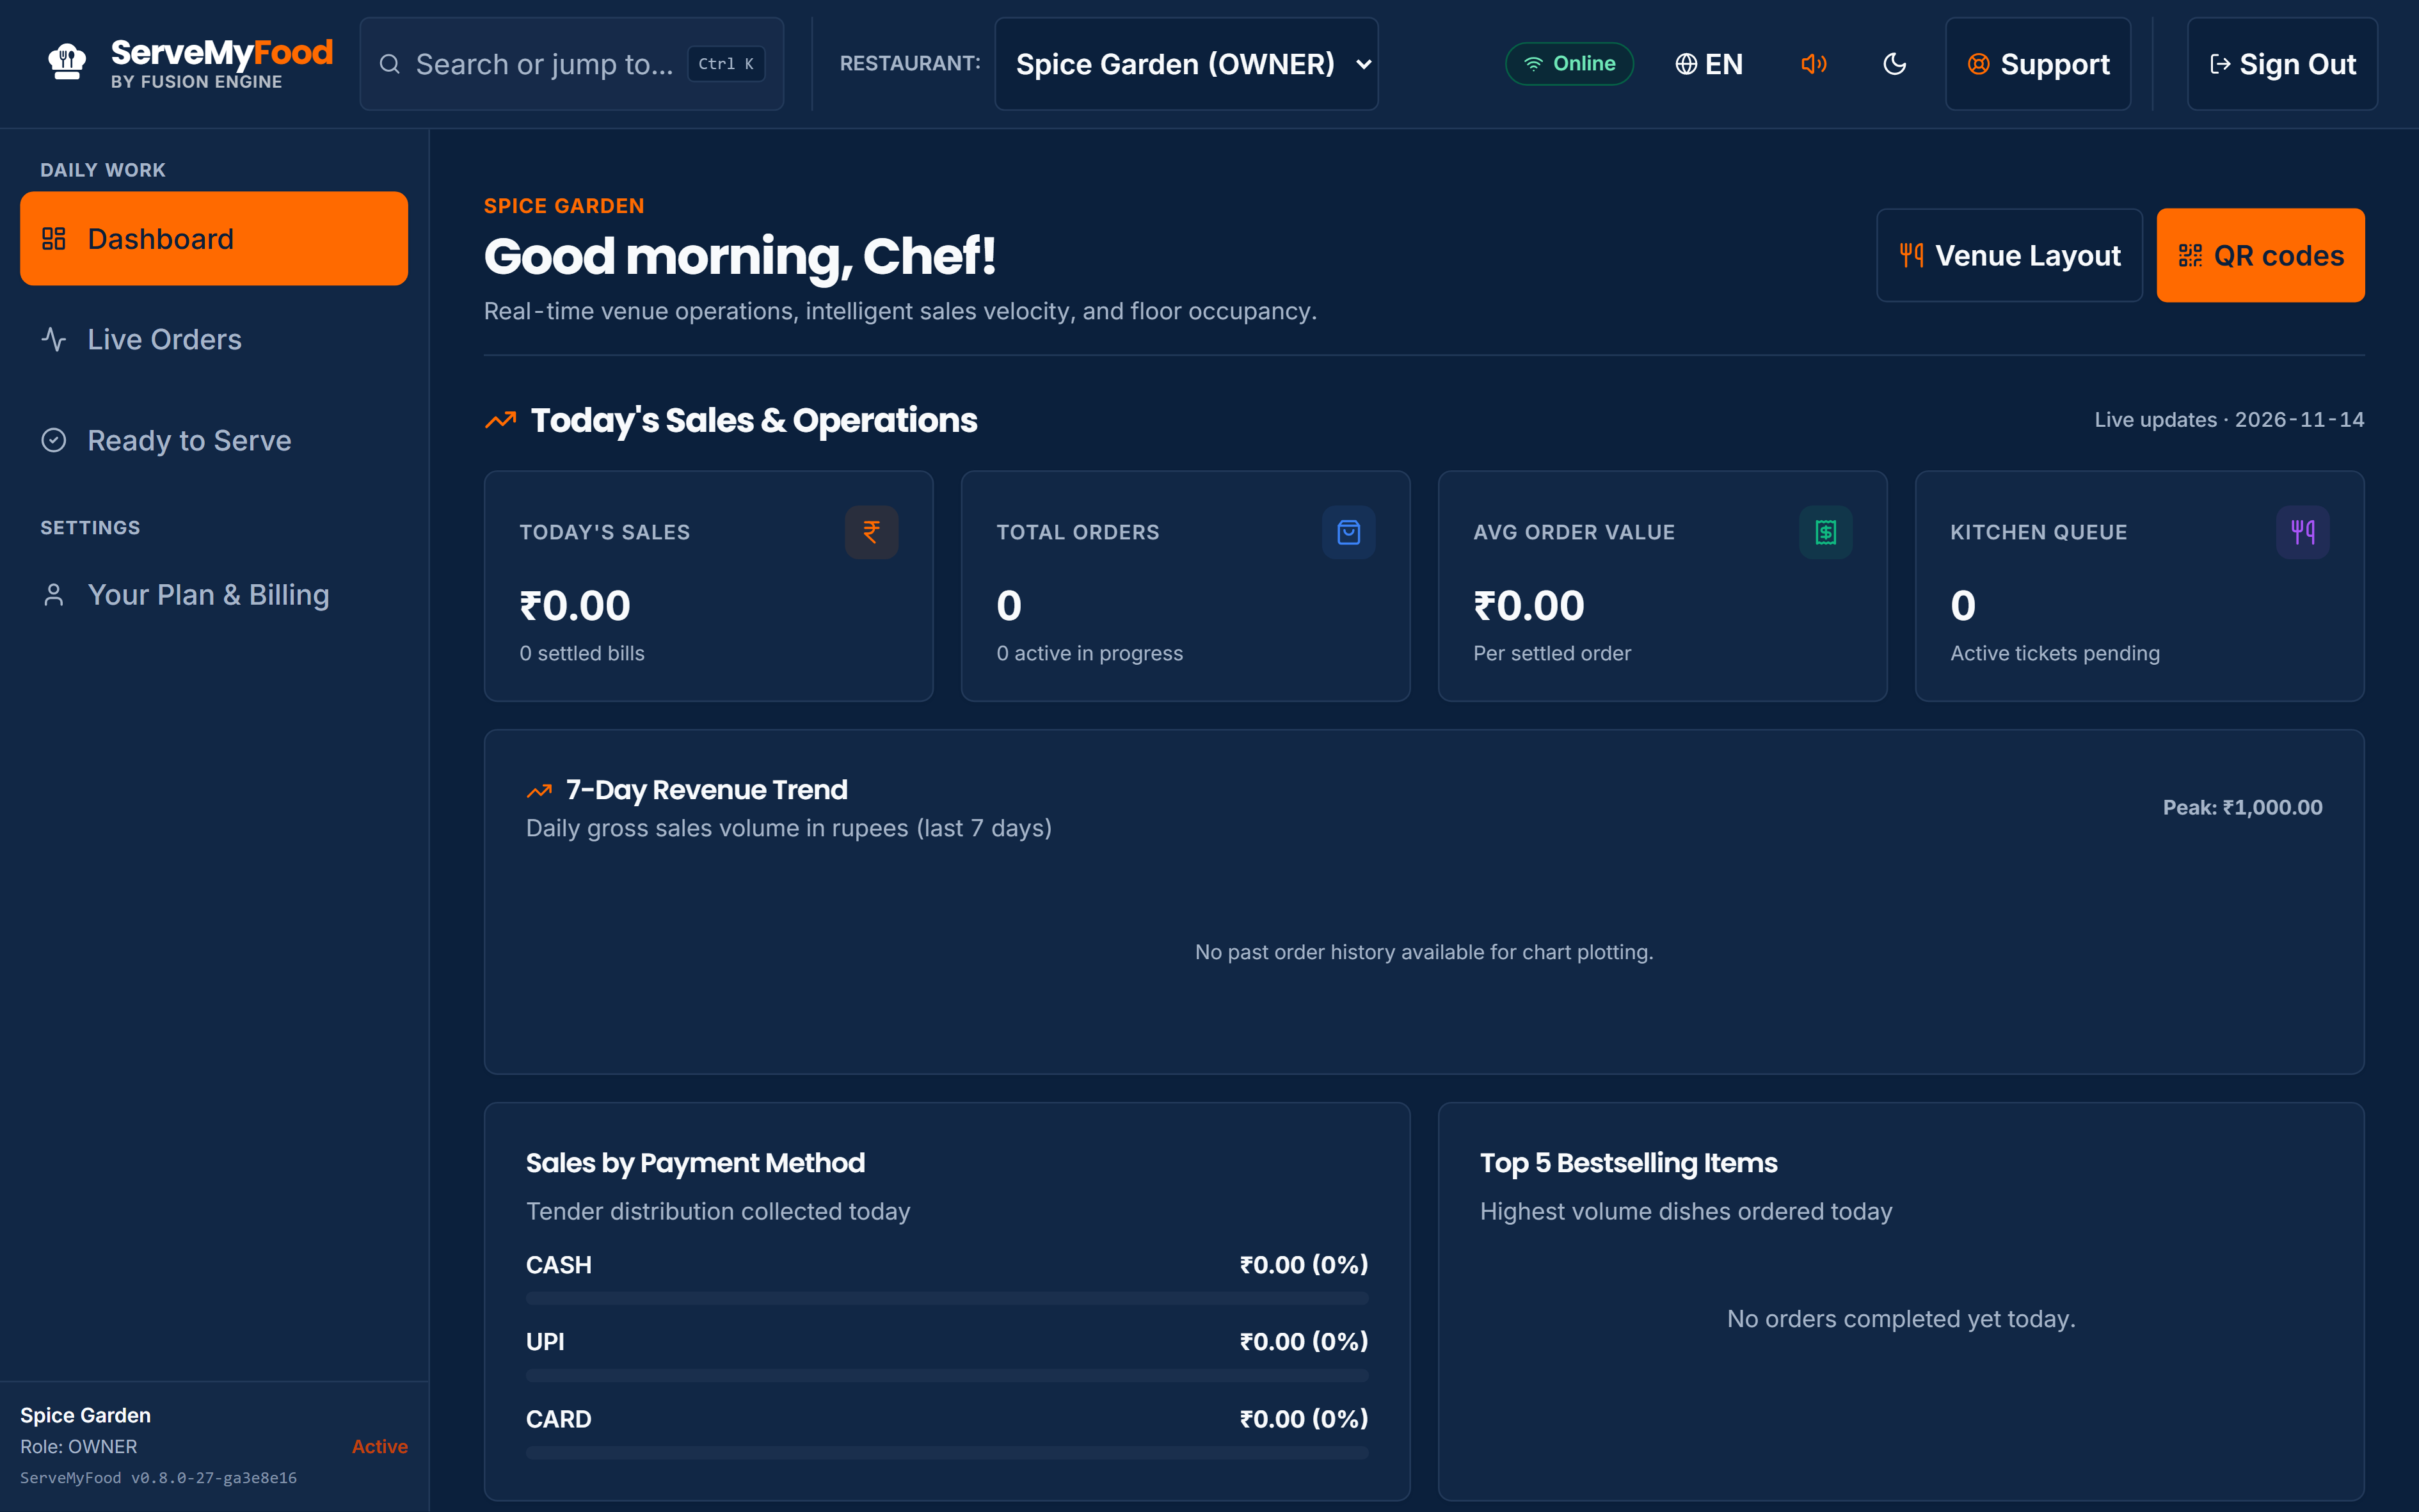 ServeMyFood
BY FUSION ENGINE
Search or jump to... Ctrl K
RESTAURANT: Spice Garden (OWNER)
Online
EN
Support
Sign Out
DAILY WORK
Dashboard
Live Orders
Ready to Serve
SETTINGS
Your Plan & Billing
Spice Garden
Role: OWNER Active
ServeMyFood v0.8.0-27-ga3e8e16
SPICE GARDEN
Good morning, Chef!
Real-time venue operations, intelligent sales velocity, and floor occupancy.
Venue Layout
QR codes
Today's Sales & Operations
Live updates · 2026-11-14
TODAY'S SALES
₹0.00
0 settled bills
TOTAL ORDERS
0
0 active in progress
AVG ORDER VALUE
₹0.00
Per settled order
KITCHEN QUEUE
0
Active tickets pending
7-Day Revenue Trend
Daily gross sales volume in rupees (last 7 days)
Peak: ₹1,000.00
No past order history available for chart plotting.
Sales by Payment Method
Tender distribution collected today
CASH ₹0.00 (0%)
UPI ₹0.00 (0%)
CARD ₹0.00 (0%)
Top 5 Bestselling Items
Highest volume dishes ordered today
No orders completed yet today.